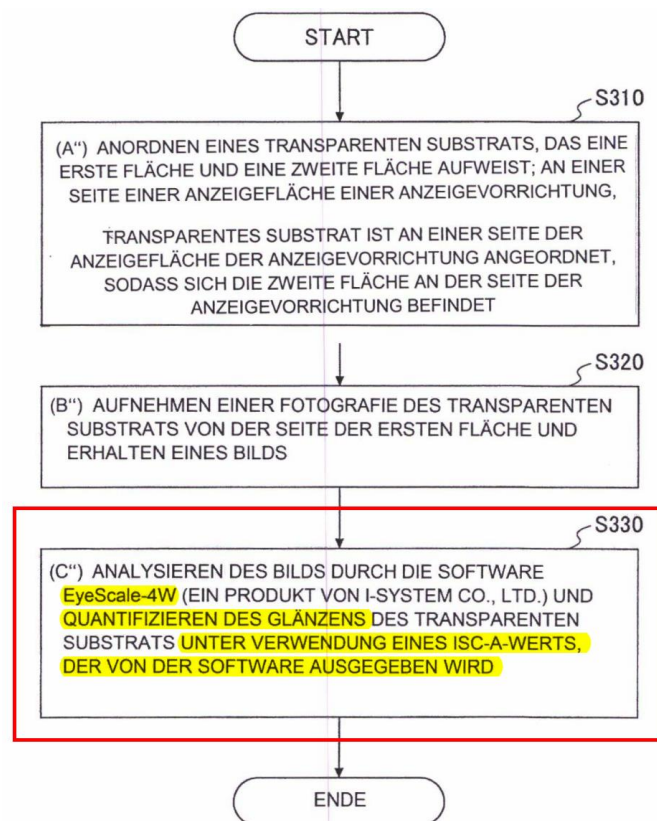 START
S310
(A“) ANORDNEN EINES TRANSPARENTEN SUBSTRATS, DAS EINE
ERSTE FLÄCHE UND EINE ZWEITE FLÄCHE AUFWEIST; AN EINER
SEITE EINER ANZEIGEFLÄCHE EINER ANZEIGEVORRICHTUNG,
TRANSPARENTES SUBSTRAT IST AN EINER SEITE DER
ANZEIGEFLÄCHE DER ANZEIGEVORRICHTUNG ANGEORDNET,
SODASS SICH DIE ZWEITE FLÄCHE AN DER SEITE DER
ANZEIGEVORRICHTUNG BEFINDET
S320
(B“) AUFNEHMEN EINER FOTOGRAFIE DES TRANSPARENTEN
SUBSTRATS VON DER SEITE DER ERSTEN FLÄCHE UND
ERHALTEN EINES BILDS
S330
(C“) ANALYSIEREN DES BILDS DURCH DIE SOFTWARE
EyeScale-4W (EIN PRODUKT VON I-SYSTEM CO., LTD.) UND
QUANTIFIZIEREN DES GLÄNZENS DES TRANSPARENTEN
SUBSTRATS UNTER VERWENDUNG EINES ISC-A-WERTS,
DER VON DER SOFTWARE AUSGEGEBEN WIRD
ENDE